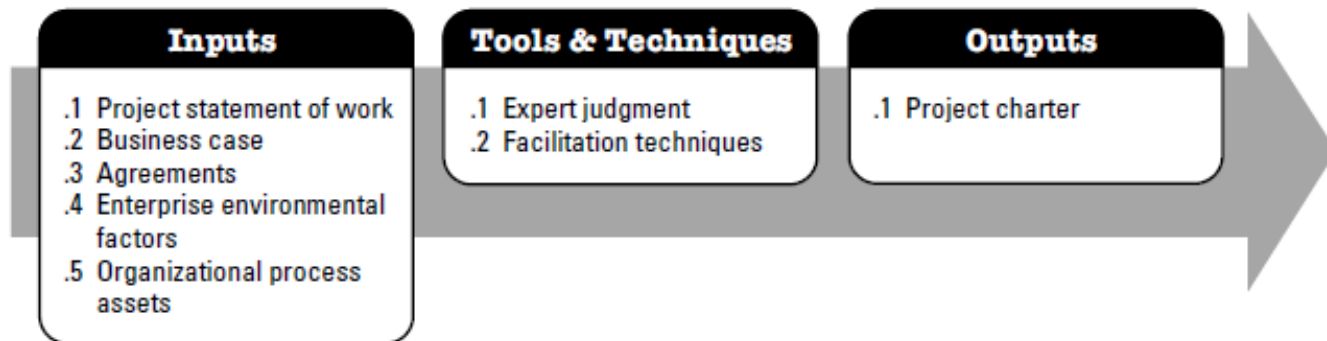 Inputs
.1 Project statement of work
.2 Business case
.3 Agreements
.4 Enterprise environmental
factors
.5 Organizational process
assets
Tools & Techniques
.1 Expert judgment
.2 Facilitation techniques
Outputs
.1 Project charter